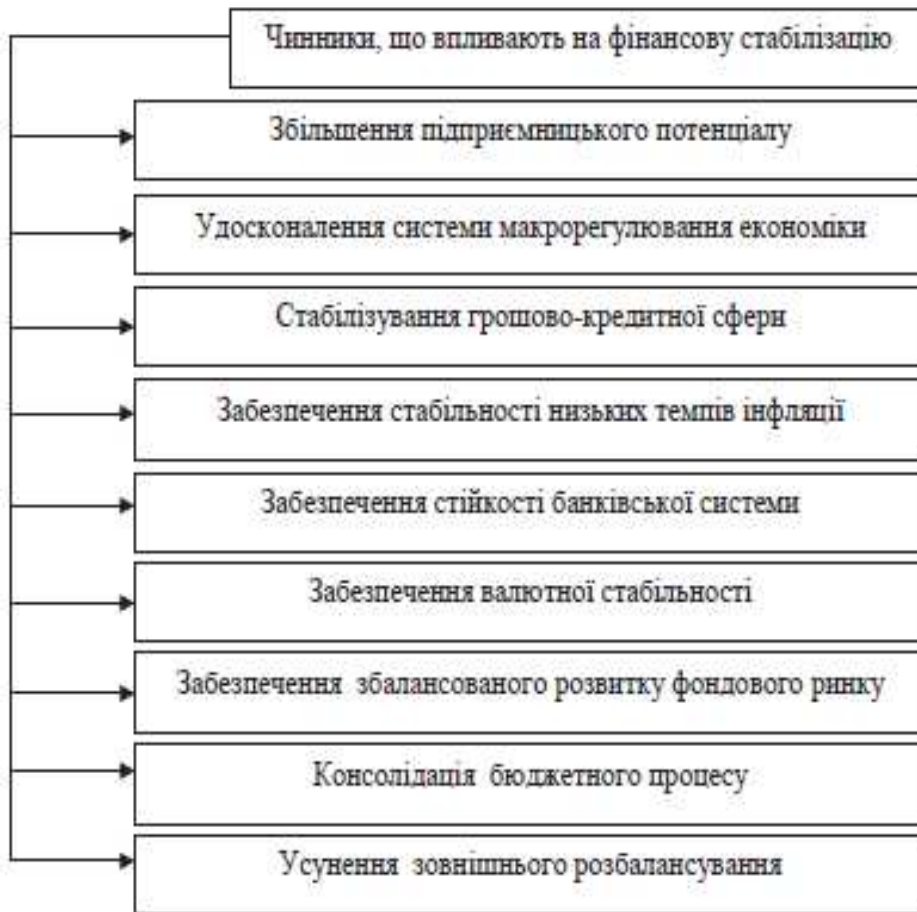 Чинники, що впливають на фінансову стабілізацію
Збільшення підприємницького потенціалу
Удосконалення системи макрорегулювання економіки
Стабілізування грошово-кредитної сфери
Забезпечення стабільності низьких темпів інфляції
Забезпечення стійкості банківської системи
Забезпечення валютної стабільності
Забезпечення збалансованого розвитку фондового ринку
Консолідація бюджетного процесу
Усунення зовнішнього розбалансування